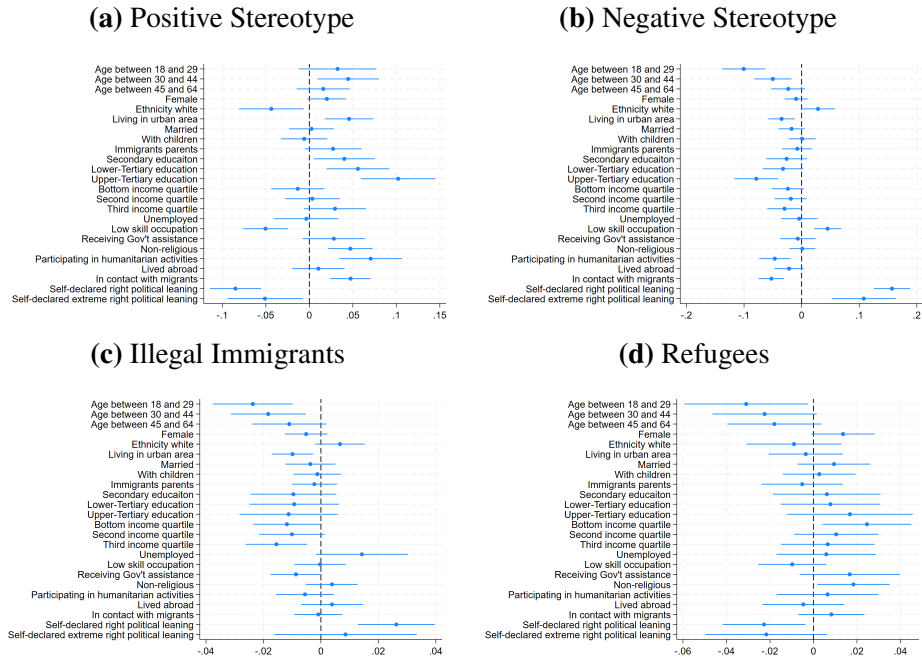 (a) Positive Stereotype
Age between 18 and 29
Age between 30 and 44
Age between 45 and 64
Female
Ethnicity white
Living in urban area
Married
With children
Immigrants parents
Secondary educaiton
Lower-Tertiary education
Upper-Tertiary education
Bottom income quartile
Second income quartile
Third income quartile
Unemployed
Low skill occupation
Receiving Gov't assistance
Non-religious
Participating in humanitarian activities
Lived abroad
In contact with migrants
Self-declared right political leaning
Self-declared extreme right political leaning
-.1 -.05 0 .05 .1 .15
(b) Negative Stereotype
Age between 18 and 29
Age between 30 and 44
Age between 45 and 64
Female
Ethnicity white
Living in urban area
Married
With children
Immigrants parents
Secondary educaiton
Lower-Tertiary education
Upper-Tertiary education
Bottom income quartile
Second income quartile
Third income quartile
Unemployed
Low skill occupation
Receiving Gov't assistance
Non-religious
Participating in humanitarian activities
Lived abroad
In contact with migrants
Self-declared right political leaning
Self-declared extreme right political leaning
-.2 -.1 0 .1 .2
(c) Illegal Immigrants
Age between 18 and 29
Age between 30 and 44
Age between 45 and 64
Female
Ethnicity white
Living in urban area
Married
With children
Immigrants parents
Secondary educaiton
Lower-Tertiary education
Upper-Tertiary education
Bottom income quartile
Second income quartile
Third income quartile
Unemployed
Low skill occupation
Receiving Gov't assistance
Non-religious
Participating in humanitarian activities
Lived abroad
In contact with migrants
Self-declared right political leaning
Self-declared extreme right political leaning
-.04 -.02 0 .02 .04
(d) Refugees
Age between 18 and 29
Age between 30 and 44
Age between 45 and 64
Female
Ethnicity white
Living in urban area
Married
With children
Immigrants parents
Secondary educaiton
Lower-Tertiary education
Upper-Tertiary education
Bottom income quartile
Second income quartile
Third income quartile
Unemployed
Low skill occupation
Receiving Gov't assistance
Non-religious
Participating in humanitarian activities
Lived abroad
In contact with migrants
Self-declared right political leaning
Self-declared extreme right political leaning
-.06 -.04 -.02 0 .02 .04